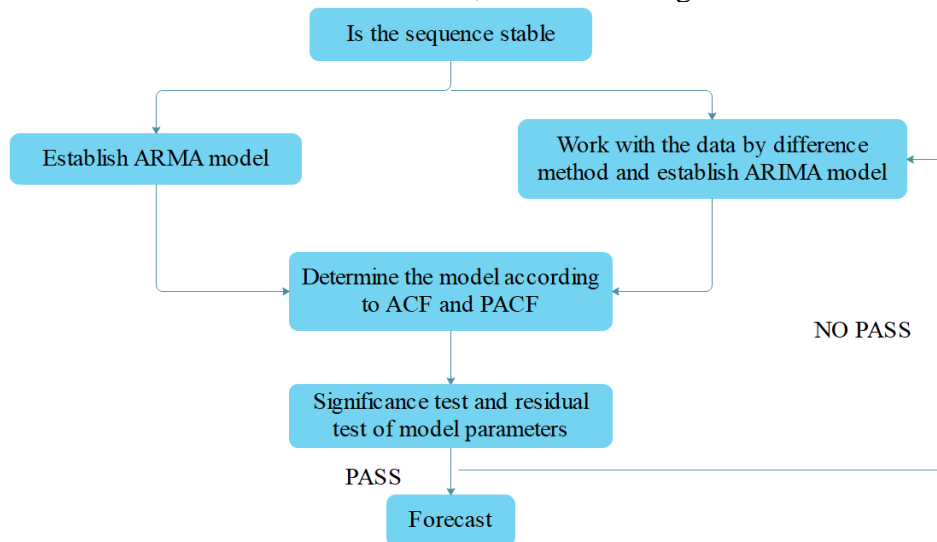 Is the sequence stable
Establish ARMA model
Work with the data by difference
method and establish ARIMA model
Determine the model according
to ACF and PACF
NO PASS
Significance test and residual
test of model parameters
PASS
Forecast